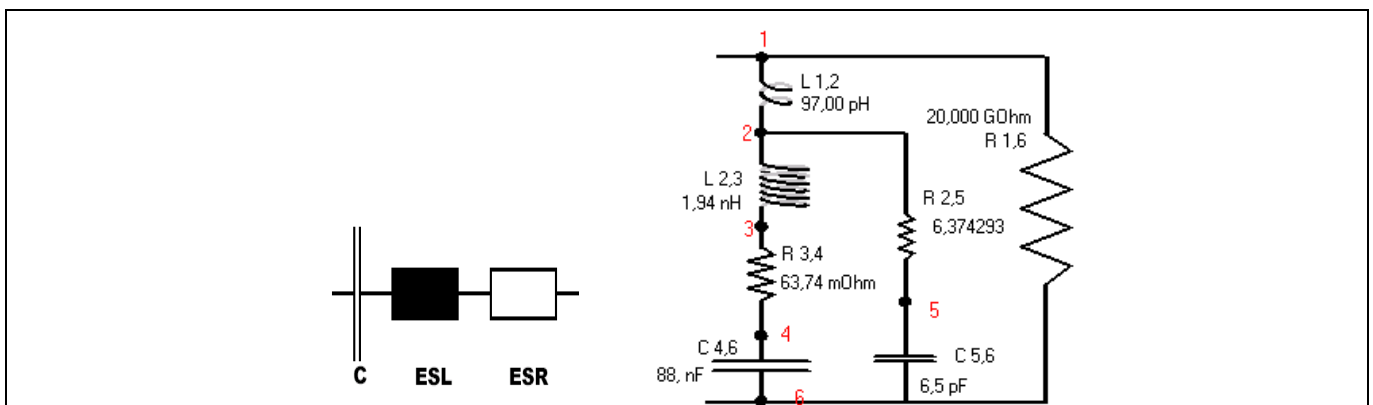 C ESL ESR
1
L 1,2
97,00 pH
2
L 2,3
1,94 nH
3
R 3,4
63,74 mOhm
4
C 4,6
88, nF
6
R 2,5
6,374293
5
C 5,6
6,5 pF
20,000 GOhm
R 1,6